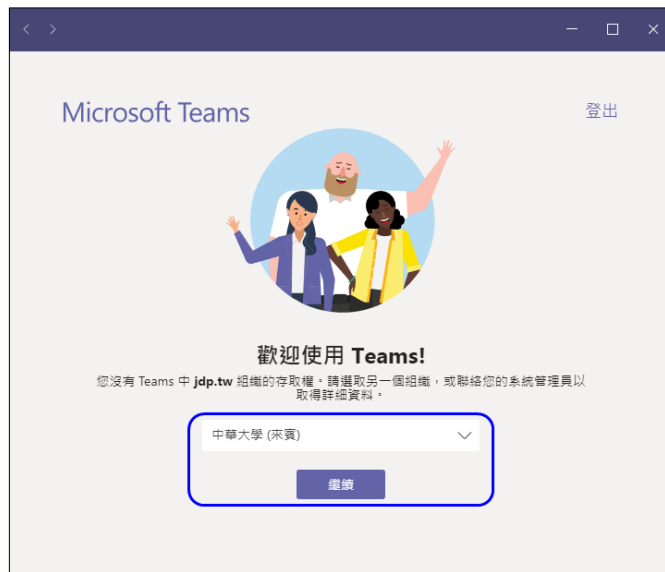 Microsoft Teams
登出
歡迎使用 Teams!
您沒有 Teams 中 jdp.tw 組織的存取權。請選取另一個組織，或聯絡您的系統管理員以
取得詳細資料。
中華大學 (來賓)
繼續